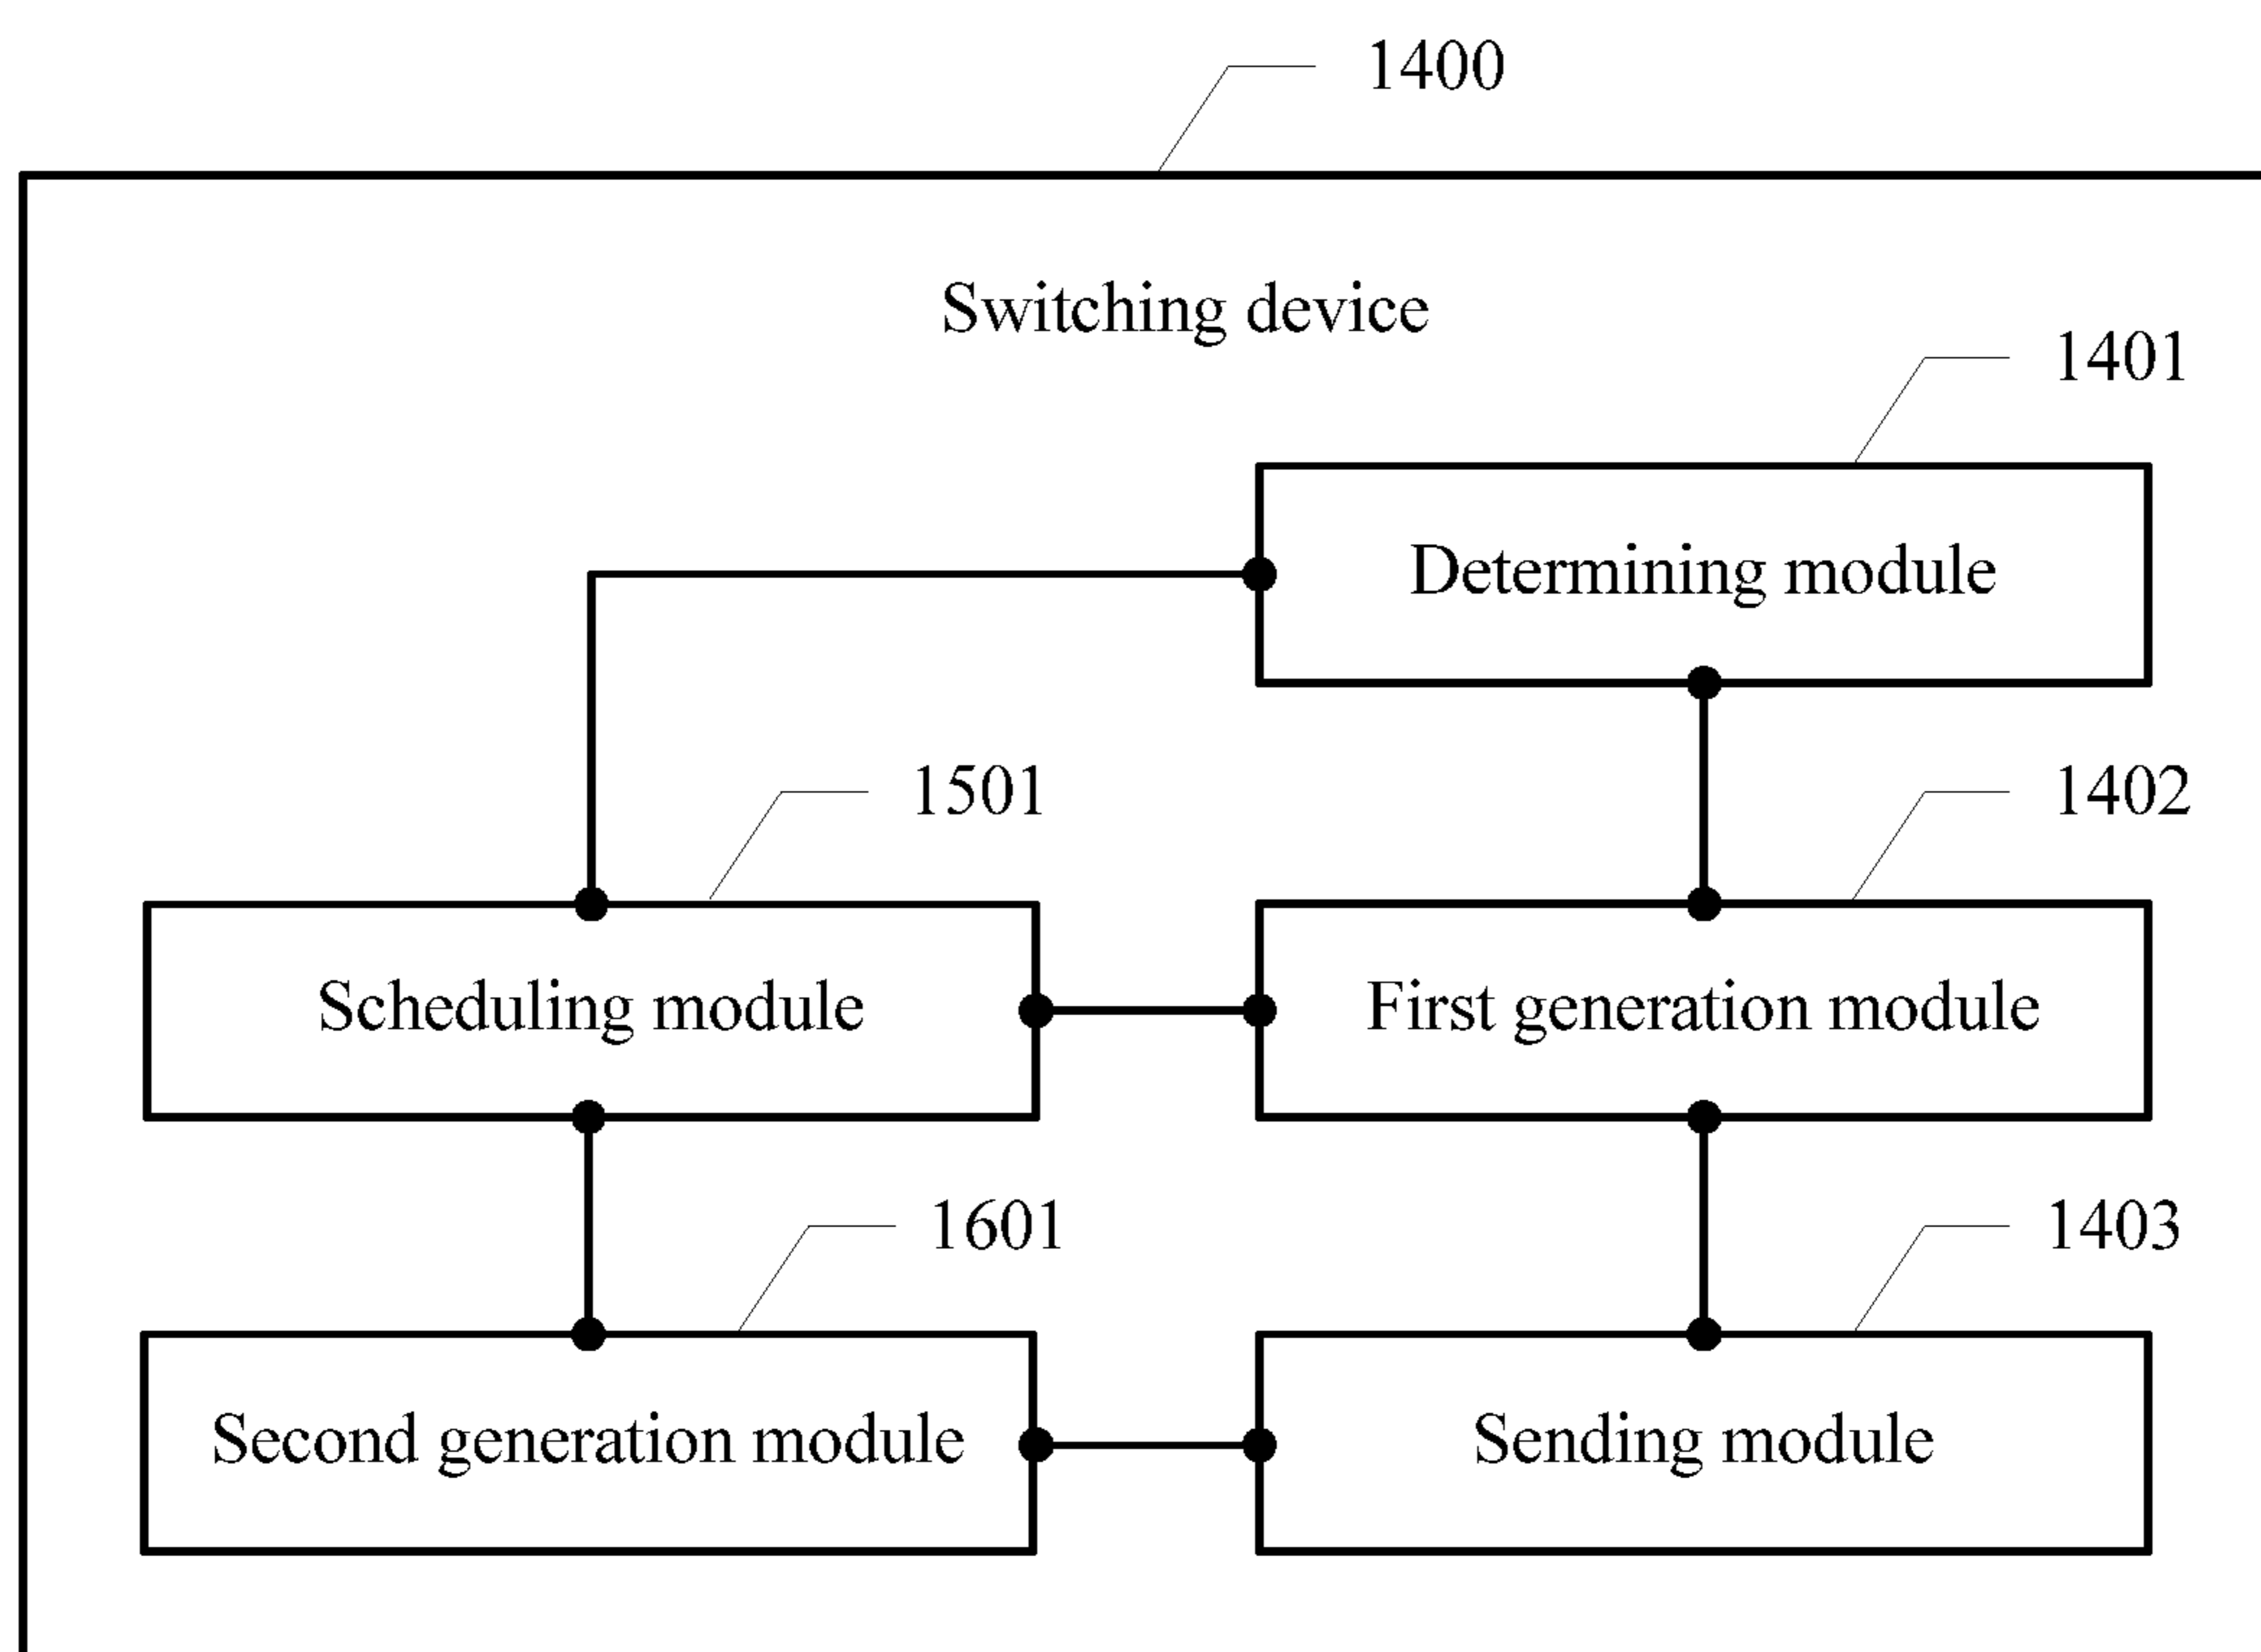 1400
Switching device
1401
Determining module
1501
1402
Scheduling module
First generation module
1601
1403
Second generation module
Sending module